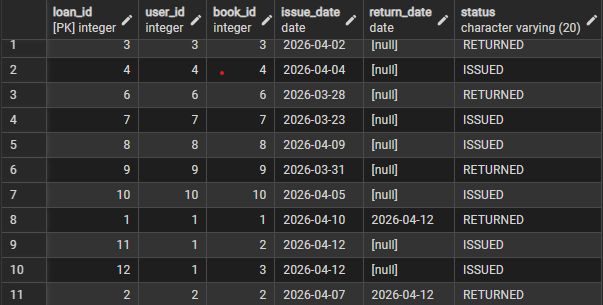 loan_id user_id book_id issue_date return_date status
[PK] integer integer integer date date character varying (20)
1 3 3 3 2026-04-02 [null] RETURNED
2 4 4 4 2026-04-04 [null] ISSUED
3 6 6 6 2026-03-28 [null] RETURNED
4 7 7 7 2026-03-23 [null] ISSUED
5 8 8 8 2026-04-09 [null] ISSUED
6 9 9 9 2026-03-31 [null] RETURNED
7 10 10 10 2026-04-05 [null] ISSUED
8 1 1 1 2026-04-10 2026-04-12 RETURNED
9 11 1 2 2026-04-12 [null] ISSUED
10 12 1 3 2026-04-12 [null] ISSUED
11 2 2 2 2026-04-07 2026-04-12 RETURNED